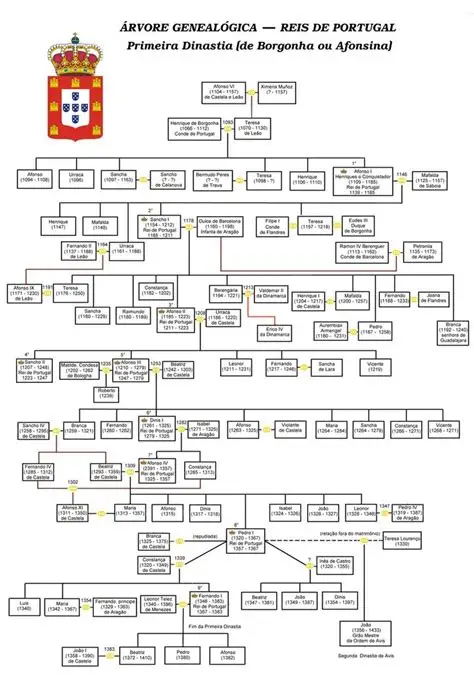 ÁRVORE GENEALÓGICA — REIS DE PORTUGAL
Primeira Dinastia (de Borgonha ou Afonsina)
Afonso VI
(1104 - 1157)
de Castela e Leão
Ximena Muñoz
(? - 1157)
Henrique de Borgonha
(1066 - 1112)
Conde de Portugal
1093
Teresa
(1070 - 1130)
de Leão
1º
Afonso
(1094 - 1108)
Urraca
(1096)
Sancha
(1097 - 1163)
Sancho
(? - ?)
de Celanova
Bermudo Peres
(? - ?)
de Trava
Teresa
(1098 - ?)
Henrique
(1106 - 1110)
Afonso I
Henriques o Conquistador
(1109 - 1185)
Rei de Portugal
1139 - 1185
1146
Mafalda
(1125 - 1157)
de Sabóia
2º
Henrique
(1147)
Mafalda
(1148)
Sancho I
(1154 - 1212)
Rei de Portugal
1185 - 1211
1178
Dulce de Barcelona
(1160 - 1198)
Infanta de Aragão
Filipe I
Conde
de Flandres
Teresa
(1157 - 1218)
Eudes III
Duque
de Borgonha
Fernando II
(1137 - 1188)
de Leão
1164
Urraca
(1151 - 1188)
Ramon IV Berenguer
(1113 - 1162)
Conde de Barcelona
Petronila
(1135 - 1173)
de Aragão
Afonso IX
(1171 - 1230)
de Leão
1191
Teresa
(1176 - 1250)
Constança
(1182 - 1202)
Berengária
(1194 - 1221)
1213
Valdemar II
da Dinamarca
Henrique I
(1204 - 1217)
de Castela
Mafalda
(1200 - 1257)
Fernando
(1188 - 1233)
Joana
de Flandres
3º
Sancha
(1180 - 1229)
Raimundo
(1180 - 1189)
Afonso II
(1185 - 1223)
Rei de Portugal
1211 - 1223
1208
Urraca
(1186 - 1220)
de Castela
Erico IV
da Dinamarca
Aurembiax
Armengel
(1180 - 1231)
Pedro
(1187 - 1258)
Branca
(1192 - 1240)
senhora de
Guadalajara
4º
5º
Sancho II
(1207 - 1248)
Rei de Portugal
1223 - 1247
Matilde, Condessa
(1202 - 1262)
da Bologna
1235
Afonso III
(1210 - 1279)
Rei de Portugal
1247 - 1279
1253
Beatriz
(1242 - 1303)
de Castela
Leonor
(1211 - 1231)
Fernando
(1217 - 1246)
Sancha
de Lara
Vicente
(1219)
Roberto
(1239)
6º
Sancho IV
(1258 - 1295)
de Castela
Branca
(1259 - 1321)
Fernando
(1260 - 1262)
Dinis I
(1261 - 1325)
Rei de Portugal
1279 - 1325
1282
Isabel
(1271 - 1325)
de Aragão
Afonso
(1263 - 1312)
Violante
de Castela
Maria
(1264 - 1284)
Sancha
(1264 - 1279)
Constança
(1266 - 1271)
Vicente
(1268 - 1271)
7º
Fernando IV
(1285 - 1312)
de Castela
Beatriz
(1293 - 1359)
de Castela
1309
Afonso IV
(2391 - 1357)
Rei de Portugal
1325 - 1357
Constança
(1285 - 1313)
1302
Afonso XI
(1311 - 1350)
de Castela
Maria
(1313 - 1357)
Afonso
(1315)
Dinis
(1317 - 1318)
Isabel
(1324 - 1326)
João
(1326 - 1327)
Leonor
(1328 - 1348)
1347
Pedro IV
(1319 - 1387)
de Aragão
8º
Branca
(1325 - 1375)
de Castela
(repudiada)
Pedro I
(1320 - 1367)
Rei de Portugal
1357 - 1367
(relação fora do matrimónio)
Teresa Lourenço
(1330)
Constança
(1320 - 1349)
de Castela
1339
?
Inês de Castro
(1320 - 1355)
9º
Luís
(1340)
Maria
(1342 - 1367)
1354
Fernando, príncipe
(1329 - 1363)
de Aragão
Leonor Telez
(1340 - 1386)
de Menezes
Fernando I
(1346 - 1383)
Rei de Portugal
1367 - 1383
Beatriz
(1347 - 1381)
João
(1349 - 1387)
Dinis
(1354 - 1397)
João
(1356 - 1433)
Grão Mestre
da Ordem de Avis
Fim da Primeira Dinastia
Segunda Dinastia de Avis
João I
(1358 - 1390)
de Castela
1383
Beatriz
(1372 - 1410)
Pedro
(1380)
Afonso
(1382)